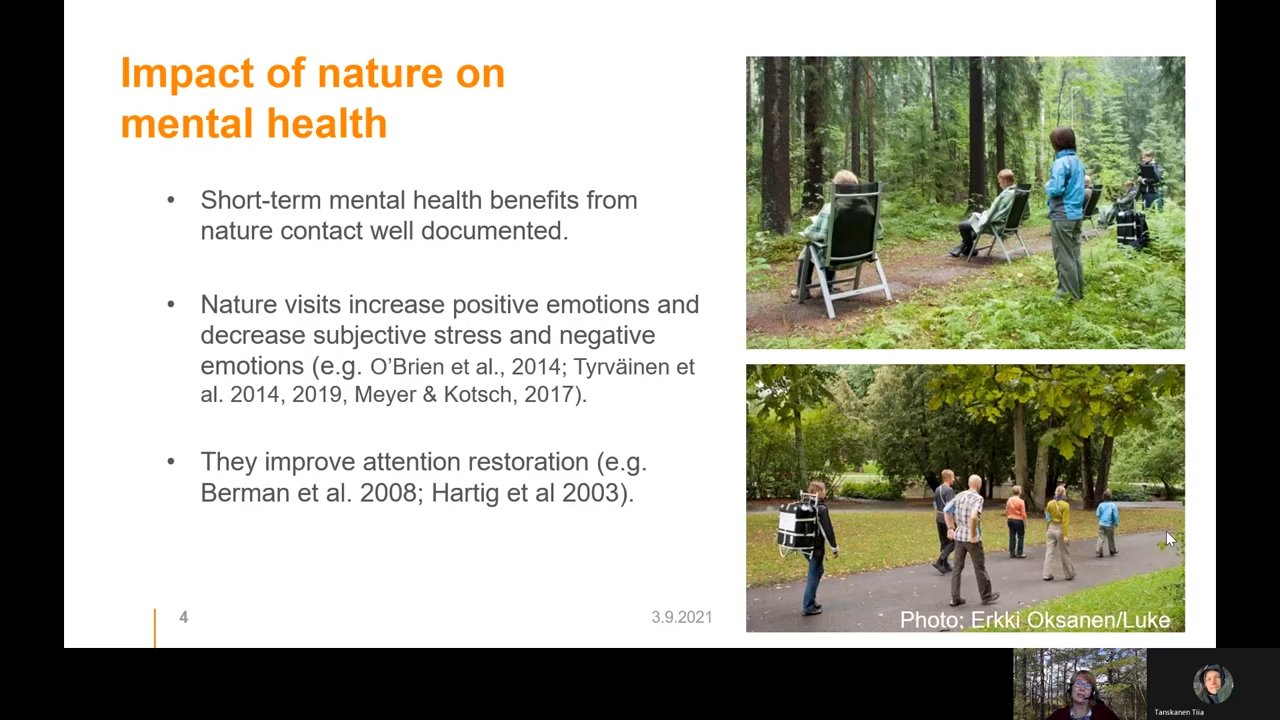 Impact of nature on
mental health
• Short-term mental health benefits from
nature contact well documented.
• Nature visits increase positive emotions and
decrease subjective stress and negative
emotions (e.g. O’Brien et al., 2014; Tyrväinen et
al. 2014, 2019, Meyer & Kotsch, 2017).
• They improve attention restoration (e.g.
Berman et al. 2008; Hartig et al 2003).
4
3.9.2021
Photo; Erkki Oksanen/Luke
Tanskanen Tiia